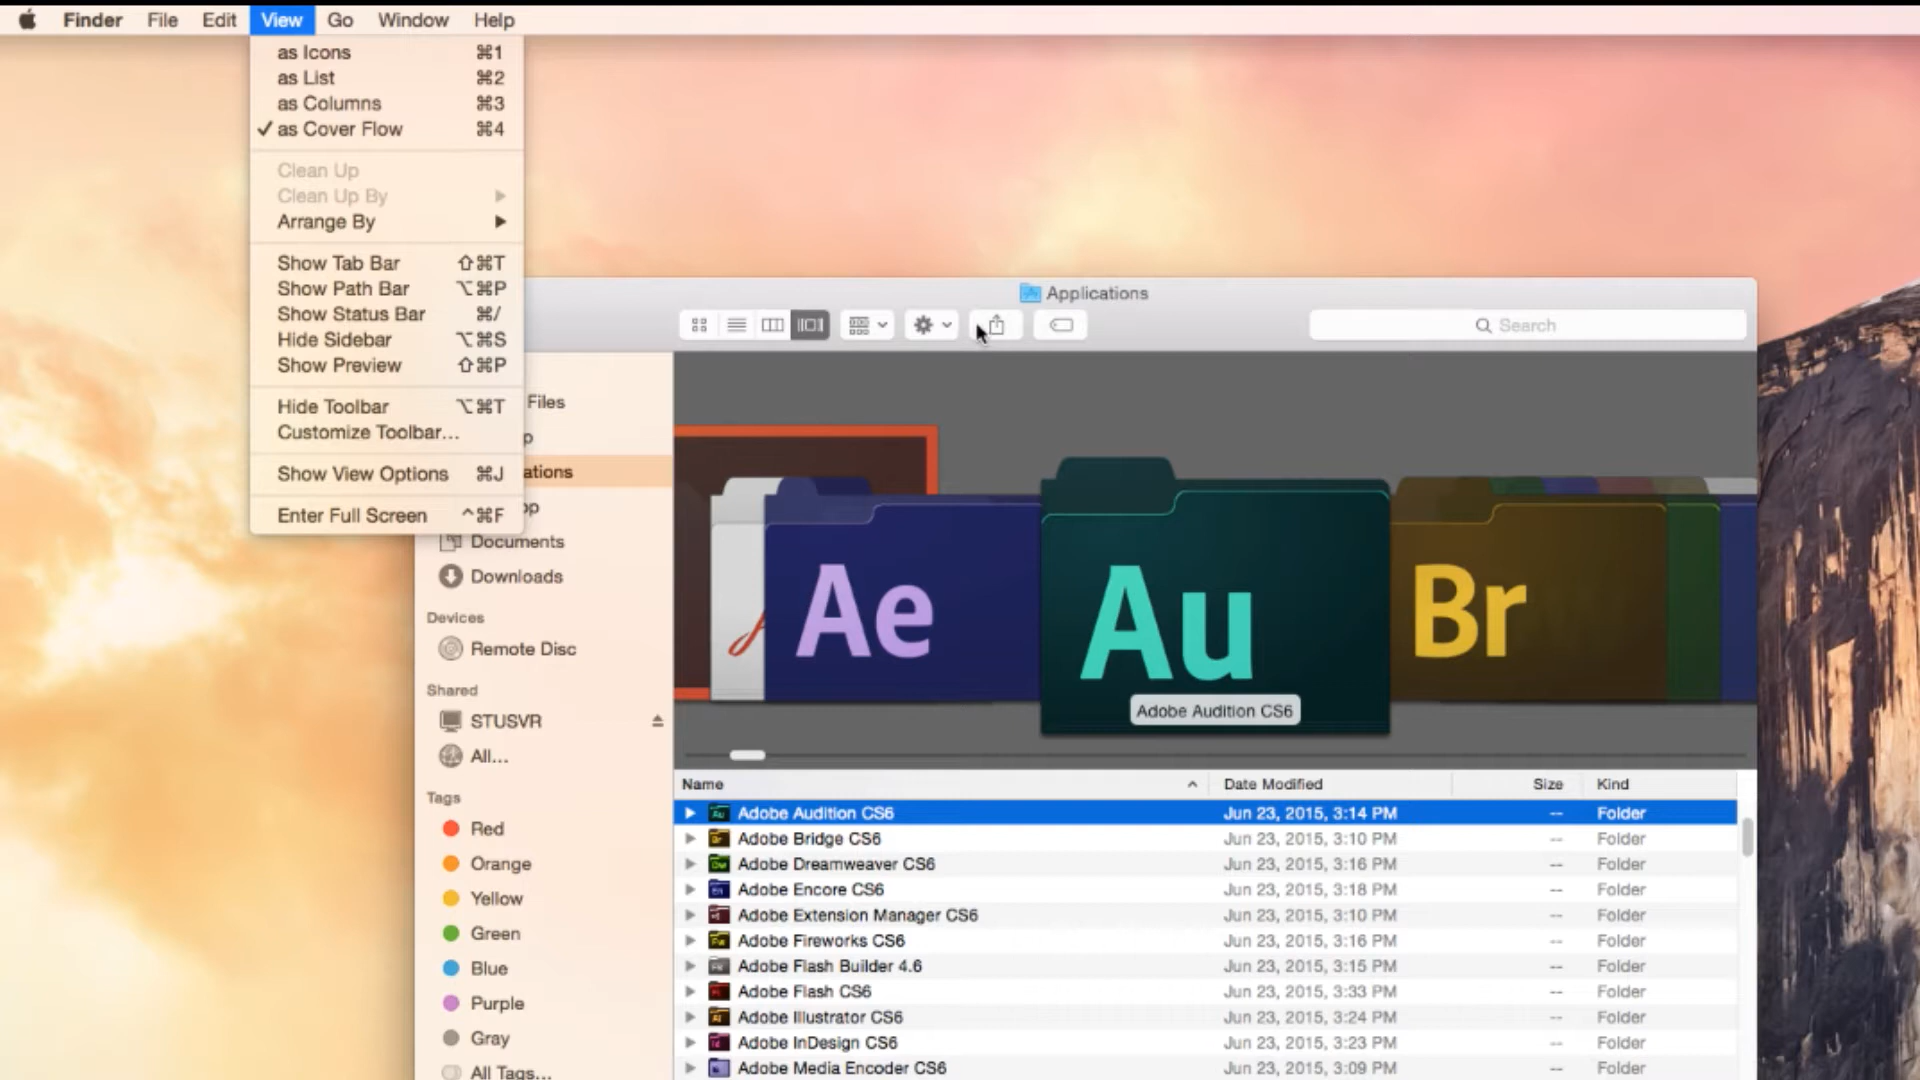 Finder File Edit View Go Window Help
as Icons ⌘1
as List ⌘2
as Columns ⌘3
✓ as Cover Flow ⌘4
Clean Up
Clean Up By
Arrange By
Show Tab Bar ⇧⌘T
Show Path Bar ⌥⌘P
Show Status Bar ⌘/
Hide Sidebar ⌥⌘S
Show Preview ⇧⌘P
Hide Toolbar ⌥⌘T
Customize Toolbar...
Show View Options ⌘J
Enter Full Screen ^⌘F
Applications
Search
Files
p
ations
op
Documents
Downloads
Devices
Remote Disc
Shared
STUSVR
All...
Tags
Red
Orange
Yellow
Green
Blue
Purple
Gray
All Tags...
Ae
Au
Br
Adobe Audition CS6
Name Date Modified Size Kind
Adobe Audition CS6 Jun 23, 2015, 3:14 PM -- Folder
Adobe Bridge CS6 Jun 23, 2015, 3:10 PM -- Folder
Adobe Dreamweaver CS6 Jun 23, 2015, 3:16 PM -- Folder
Adobe Encore CS6 Jun 23, 2015, 3:18 PM -- Folder
Adobe Extension Manager CS6 Jun 23, 2015, 3:10 PM -- Folder
Adobe Fireworks CS6 Jun 23, 2015, 3:16 PM -- Folder
Adobe Flash Builder 4.6 Jun 23, 2015, 3:15 PM -- Folder
Adobe Flash CS6 Jun 23, 2015, 3:33 PM -- Folder
Adobe Illustrator CS6 Jun 23, 2015, 3:24 PM -- Folder
Adobe InDesign CS6 Jun 23, 2015, 3:23 PM -- Folder
Adobe Media Encoder CS6 Jun 23, 2015, 3:09 PM -- Folder